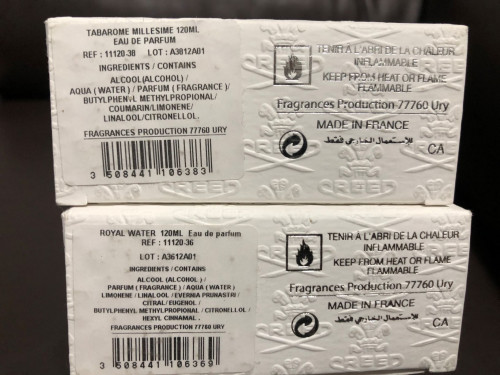 TABAROME MILLESIME 120ML
EAU DE PARFUM
REF : 11120-38 LOT : A3812A01
INGREDIENTS / CONTAINS
ALCOOL(ALCOHOL) /
AQUA ( WATER ) / PARFUM ( FRAGRANCE ) /
BUTYLPHENYL METHYLPROPIONAL/
COUMARIN/LIMONENE/
LINALOOL/CITRONELLOL.
FRAGRANCES PRODUCTION 77760 URY
3 508441 106383
TENIR A L'ABRI DE LA CHALEUR
INFLAMMABLE
KEEP FROM HEAT OR FLAME
FLAMMABLE
Fragrances Production 77760 Ury
MADE IN FRANCE
للإستعمال الخارجي فقط
CA
CREED
ROYAL WATER 120ML Eau de parfum
REF : 11120-36
LOT : A3612A01
INGREDIENTS / CONTAINS
ALCOOL (ALCOHOL) /
PARFUM ( FRAGRANCE ) / AQUA ( WATER )
LIMONENE / LINALOOL / EVERNIA PRUNASTRI /
CITRAL/ EUGENOL /
BUTYLPHENYL METHYLPROPIONAL / CITRONELLOL /
HEXYL CINNAMAL .
FRAGRANCES PRODUCTION 77760 URY
3 508441 106369
TENIR A L'ABRI DE LA CHALEUR
INFLAMMABLE
KEEP FROM HEAT OR FLAME
FLAMMABLE
Fragrances Production 77760 Ury
MADE IN FRANCE
للإستعمال الخارجي فقط
CA
CREED